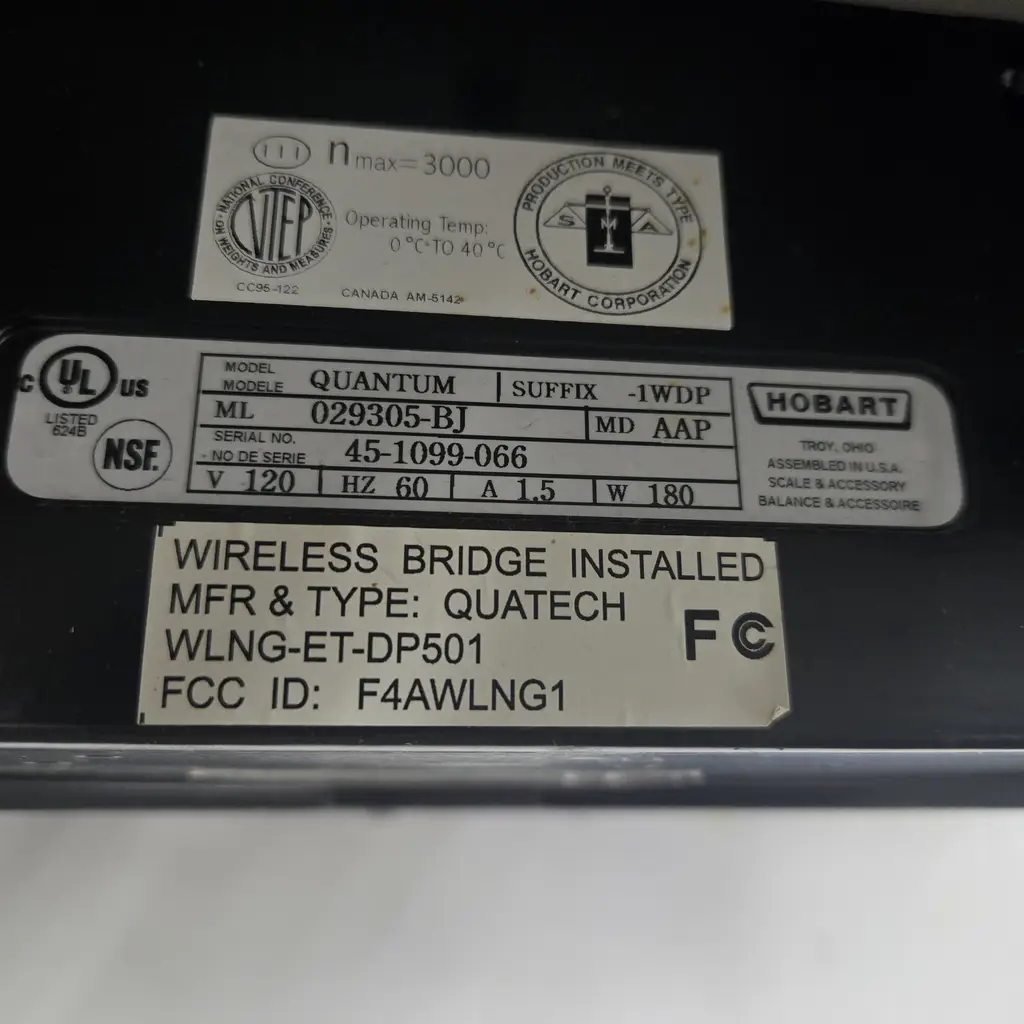 III n max=3000
NATIONAL CONFERENCE
NTEP
ON WEIGHTS AND MEASURES
Operating Temp:
0 °C TO 40 °C
CC95-122
CANADA AM-5142
PRODUCTION MEETS TYPE
S M A
HOBART CORPORATION
C UL US
LISTED
624B
NSF.
MODEL
MODELE QUANTUM SUFFIX -1WDP
ML 029305-BJ MD AAP
SERIAL NO.
NO DE SERIE 45-1099-066
V 120 HZ 60 A 1.5 W 180
HOBART
TROY, OHIO
ASSEMBLED IN U.S.A.
SCALE & ACCESSORY
BALANCE & ACCESSOIRE
WIRELESS BRIDGE INSTALLED
MFR & TYPE: QUATECH
WLNG-ET-DP501
FCC ID: F4AWLNG1
FC